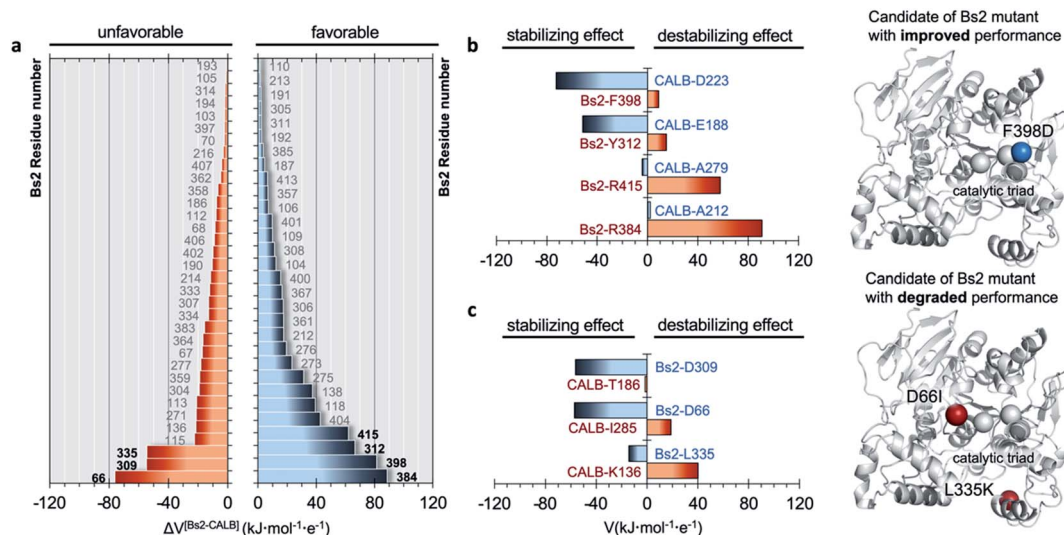 a
unfavorable
favorable
Bs2 Residue number
193
105
314
194
103
397
70
216
407
362
358
186
112
68
406
402
190
214
333
307
334
383
364
67
277
359
304
113
271
136
115
335
309
66
110
213
191
305
311
192
385
187
413
357
106
401
109
308
104
400
367
306
361
212
276
273
275
138
118
404
415
312
398
384
Bs2 Residue number
-80 -40 0 0 40 80 120
ΔV[Bs2-CALB] (kJ·mol-1·e-1)
b
stabilizing effect
destabilizing effect
CALB-D223
Bs2-F398
CALB-E188
Bs2-Y312
CALB-A279
Bs2-R415
CALB-A212
Bs2-R384
-120 -80 -40 0 40 80 120
V(kJ·mol-1·e-1)
c
stabilizing effect
destabilizing effect
Bs2-D309
CALB-T186
Bs2-D66
CALB-I285
Bs2-L335
CALB-K136
-120 -80 -40 0 40 80 120
V(kJ·mol-1·e-1)
Candidate of Bs2 mutant
with improved performance
F398D
catalytic triad
Candidate of Bs2 mutant
with degraded performance
D66I
catalytic triad
L335K